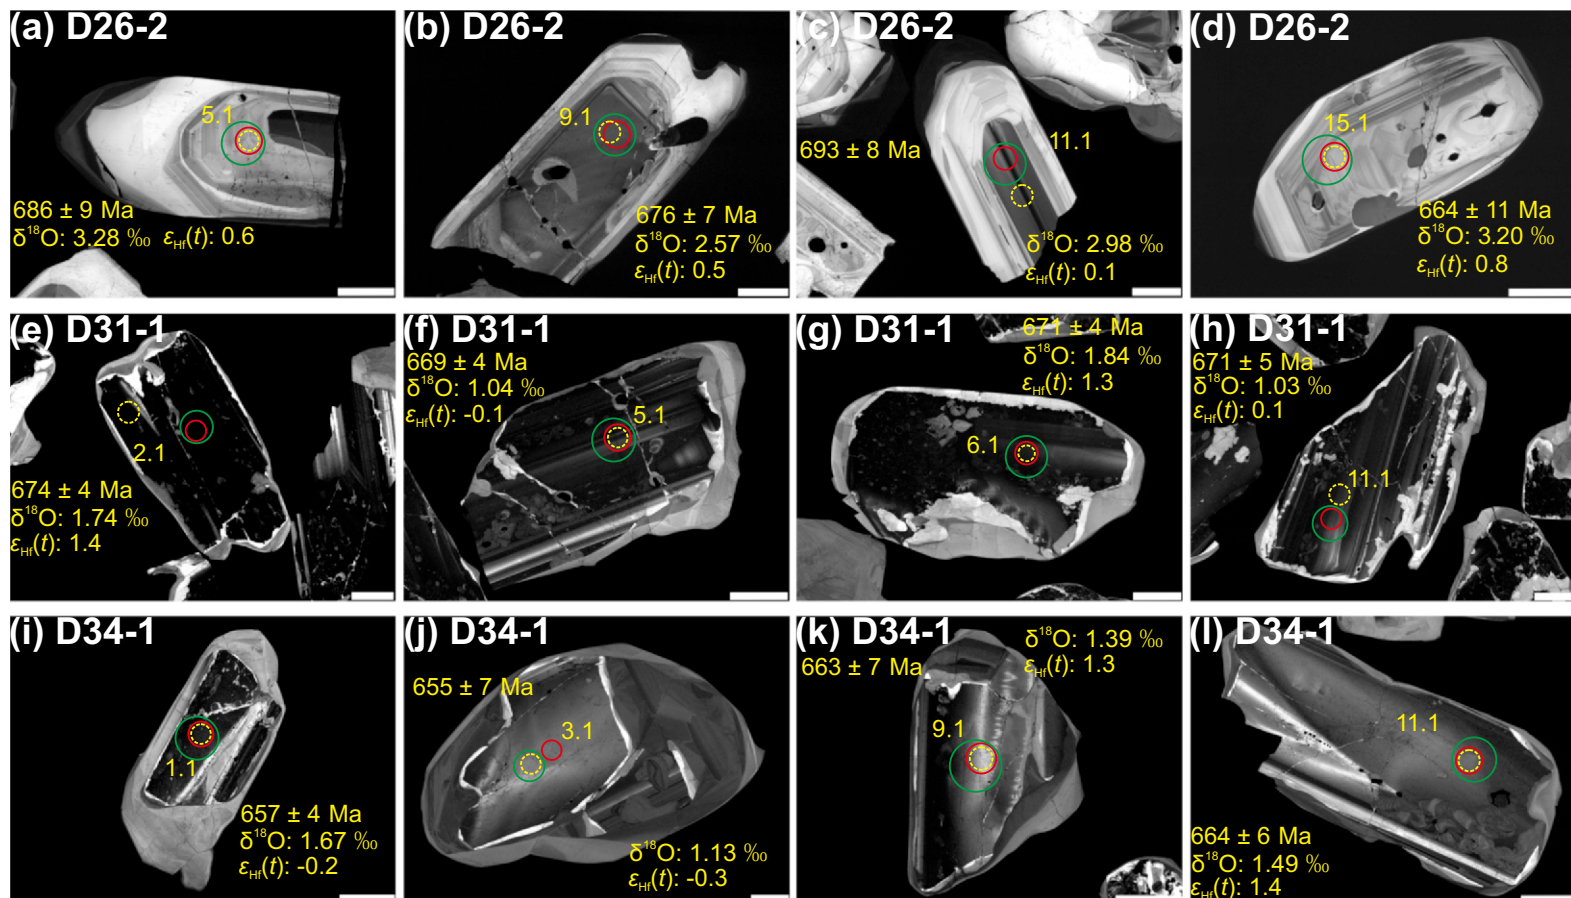 (a) D26-2
5.1
686 ± 9 Ma
δ¹⁸O: 3.28 ‰ εHf(t): 0.6
(b) D26-2
9.1
676 ± 7 Ma
δ¹⁸O: 2.57 ‰
εHf(t): 0.5
(c) D26-2
693 ± 8 Ma
11.1
δ¹⁸O: 2.98 ‰
εHf(t): 0.1
(d) D26-2
15.1
664 ± 11 Ma
δ¹⁸O: 3.20 ‰
εHf(t): 0.8
(e) D31-1
2.1
674 ± 4 Ma
δ¹⁸O: 1.74 ‰
εHf(t): 1.4
(f) D31-1
669 ± 4 Ma
δ¹⁸O: 1.04 ‰
εHf(t): -0.1
5.1
(g) D31-1
671 ± 4 Ma
δ¹⁸O: 1.84 ‰
εHf(t): 1.3
6.1
(h) D31-1
671 ± 5 Ma
δ¹⁸O: 1.03 ‰
εHf(t): 0.1
11.1
(i) D34-1
1.1
657 ± 4 Ma
δ¹⁸O: 1.67 ‰
εHf(t): -0.2
(j) D34-1
655 ± 7 Ma
3.1
δ¹⁸O: 1.13 ‰
εHf(t): -0.3
(k) D34-1
δ¹⁸O: 1.39 ‰
663 ± 7 Ma
εHf(t): 1.3
9.1
(l) D34-1
11.1
664 ± 6 Ma
δ¹⁸O: 1.49 ‰
εHf(t): 1.4